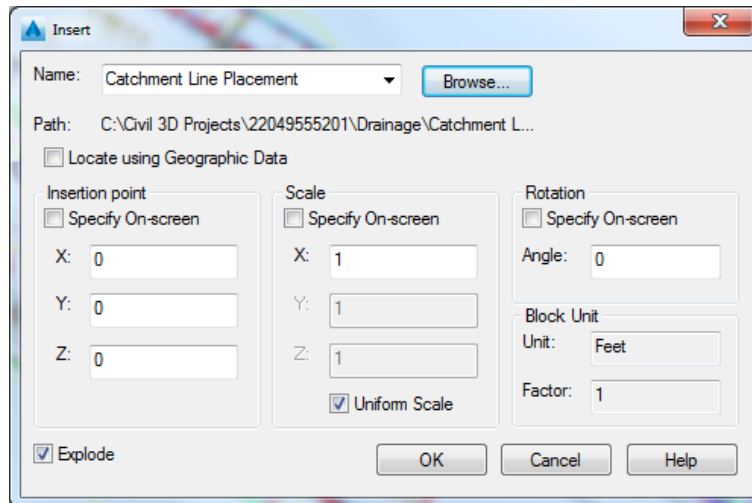 Insert
Name: Catchment Line Placement Browse...
Path: C:\Civil 3D Projects\22049555201\Drainage\Catchment L...
Locate using Geographic Data
Insertion point
Specify On-screen
X: 0
Y: 0
Z: 0
Scale
Specify On-screen
X: 1
Y: 1
Z: 1
Uniform Scale
Rotation
Specify On-screen
Angle: 0
Block Unit
Unit: Feet
Factor: 1
Explode
OK Cancel Help